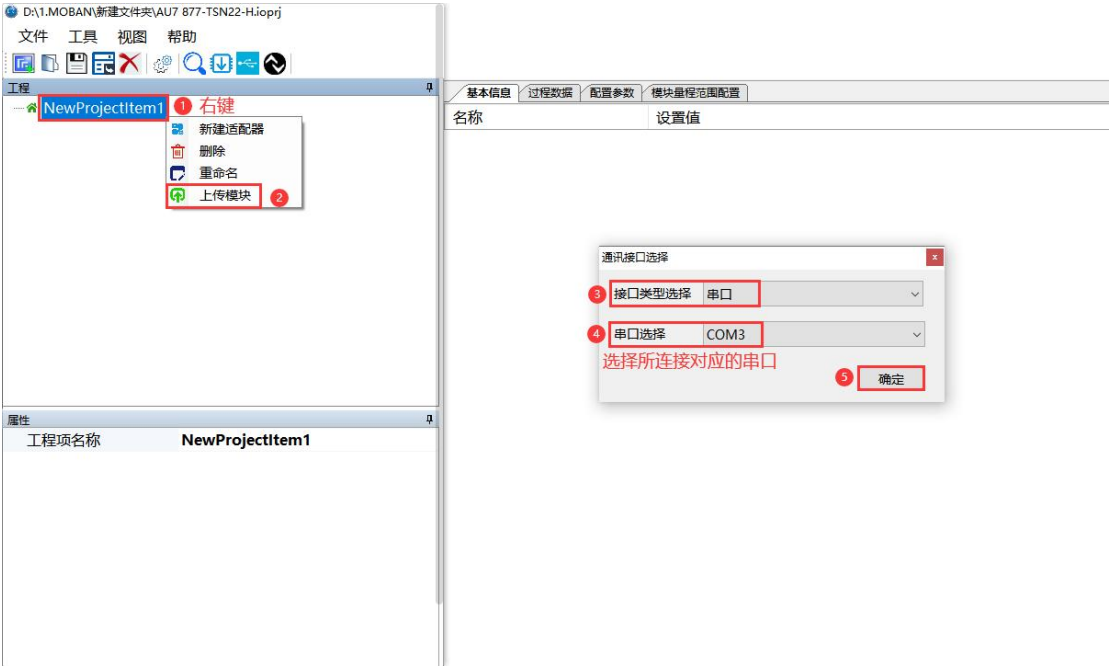 D:\1.MOBAN\新建文件夹\AU7 877-TSN22-H.ioprj
文件 工具 视图 帮助
工程
NewProjectItem1 1 右键
新建适配器
删除
重命名
上传模块 2
基本信息 过程数据 配置参数 模块量程范围配置
名称 设置值
通讯接口选择 x
3 接口类型选择 串口
4 串口选择 COM3
选择所连接对应的串口
5 确定
属性
工程项名称 NewProjectItem1